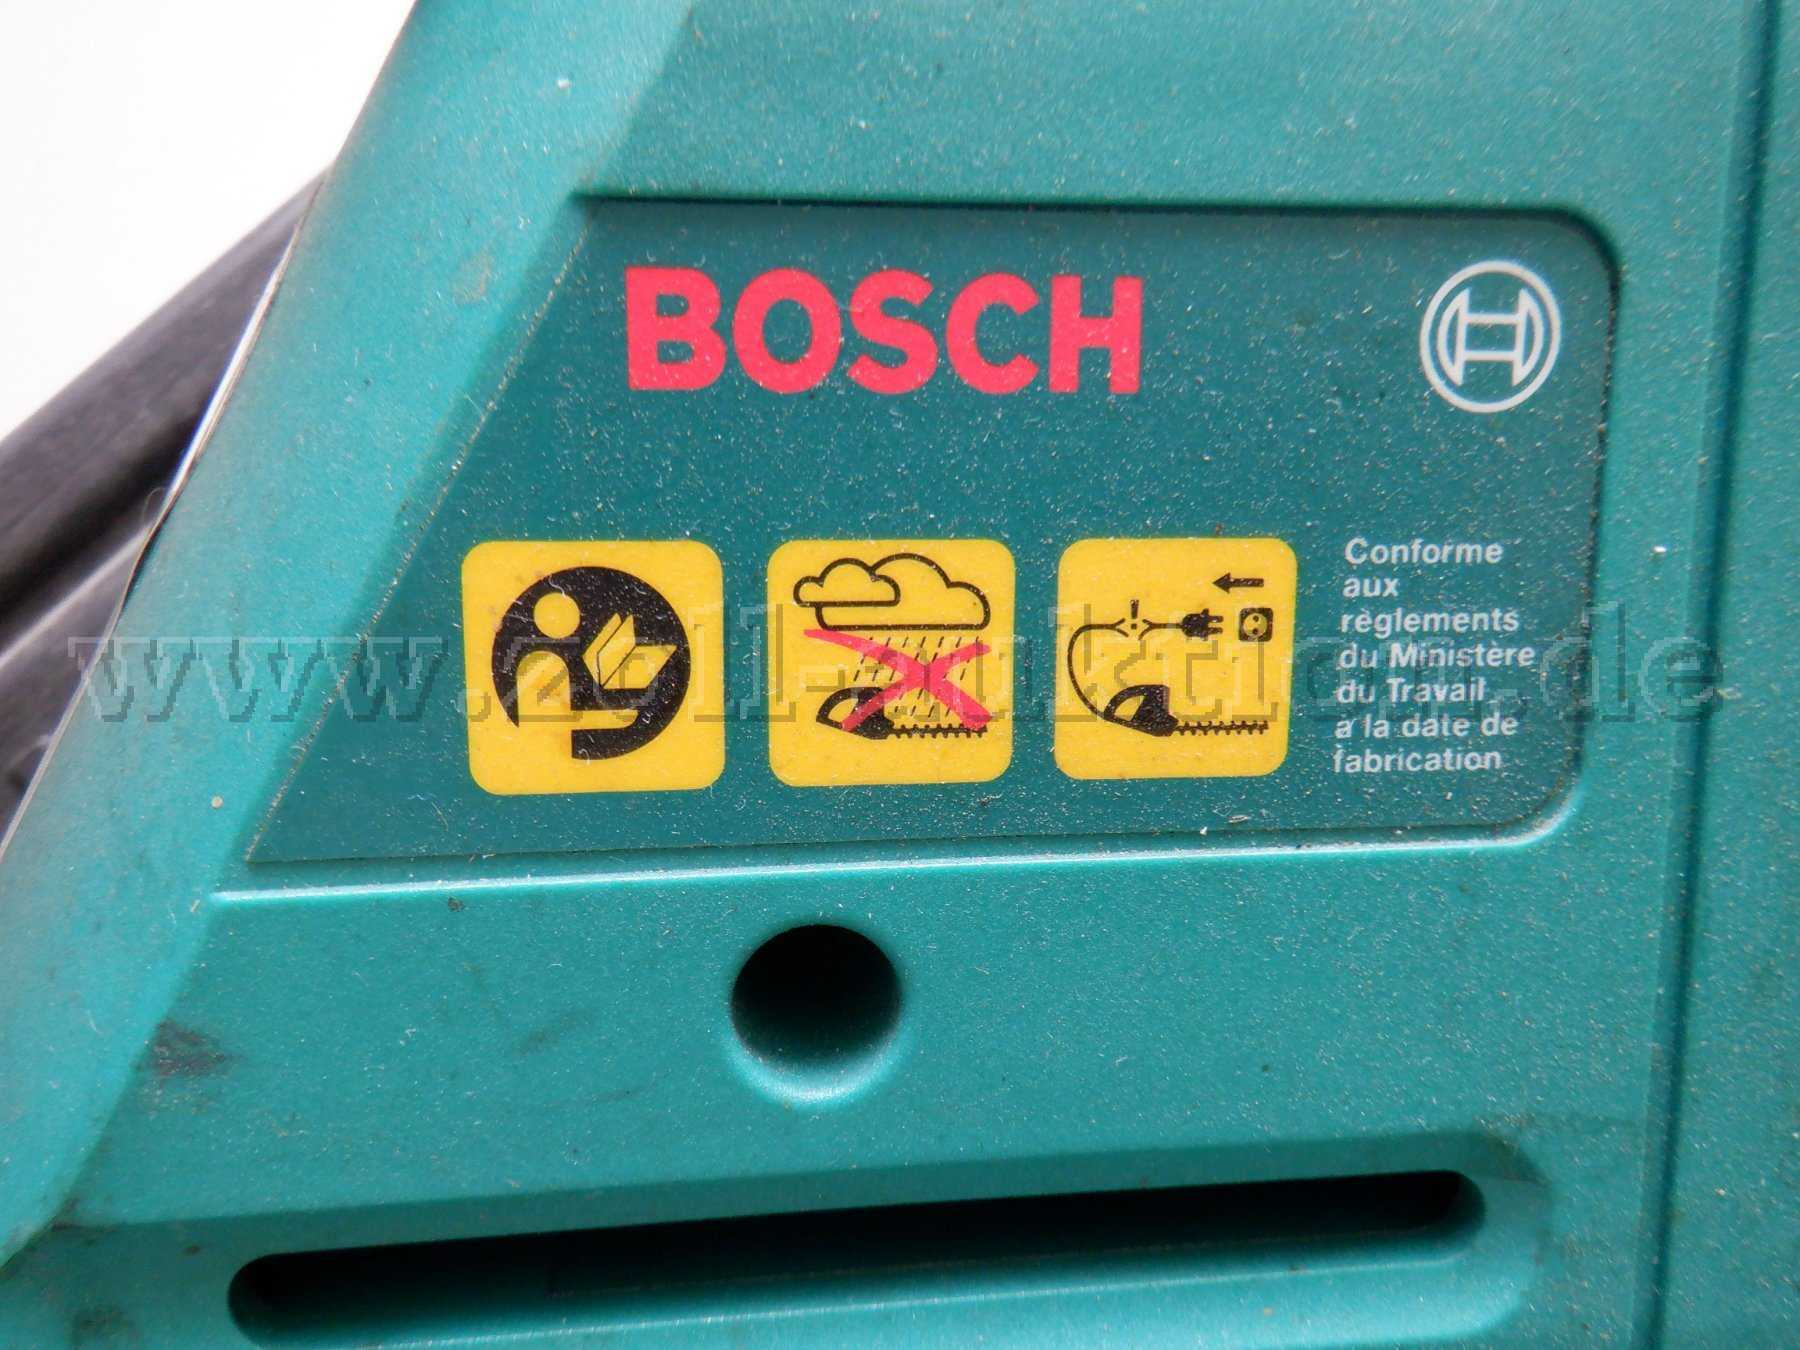 BOSCH
Conforme
aux
règlements
du Ministère
du Travail
a la date de
fabrication
www.zoll-auktion.de